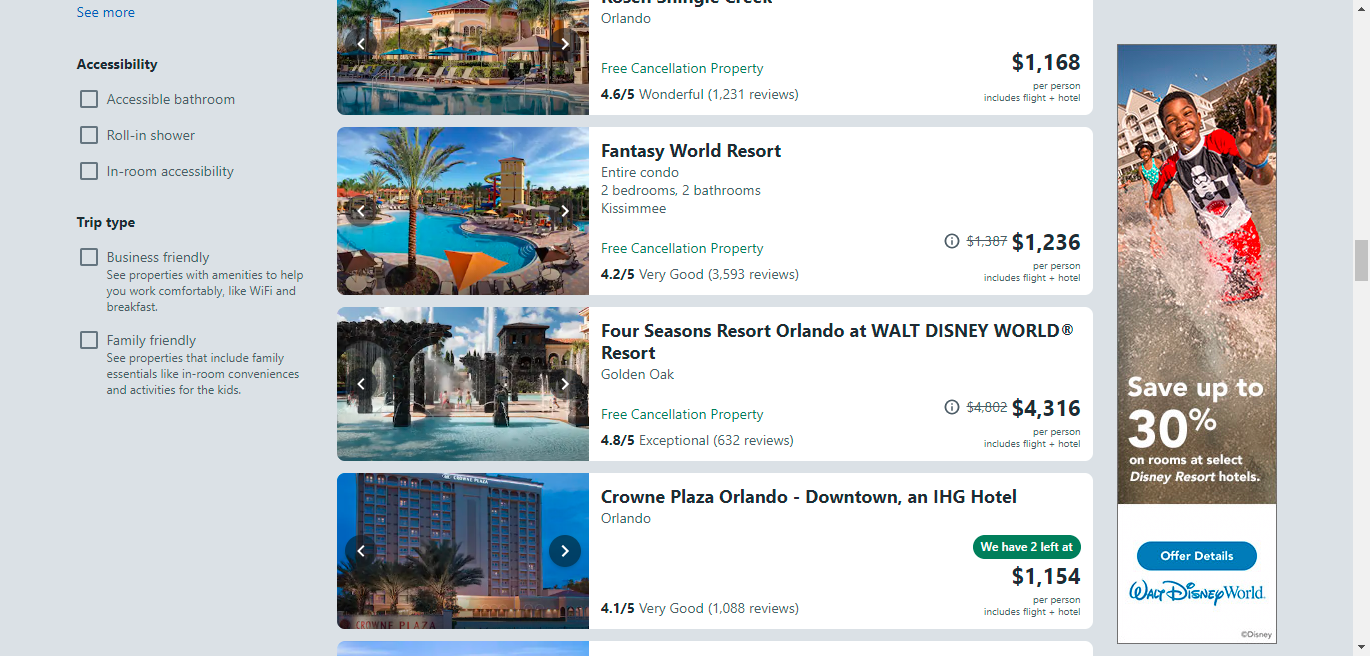 See more
Accessibility
Accessible bathroom
Roll-in shower
In-room accessibility
Trip type
Business friendly
See properties with amenities to help
you work comfortably, like WiFi and
breakfast.
Family friendly
See properties that include family
essentials like in-room conveniences
and activities for the kids.
Rosen Shingle Creek
Orlando
Free Cancellation Property
4.6/5 Wonderful (1,231 reviews)
$1,168
per person
includes flight + hotel
Fantasy World Resort
Entire condo
2 bedrooms, 2 bathrooms
Kissimmee
Free Cancellation Property
4.2/5 Very Good (3,593 reviews)
$1,387 $1,236
per person
includes flight + hotel
Four Seasons Resort Orlando at WALT DISNEY WORLD®
Resort
Golden Oak
Free Cancellation Property
4.8/5 Exceptional (632 reviews)
$4,802 $4,316
per person
includes flight + hotel
CROWNE PLAZA
CROWNE PLAZA
Crowne Plaza Orlando - Downtown, an IHG Hotel
Orlando
We have 2 left at
$1,154
4.1/5 Very Good (1,088 reviews)
per person
includes flight + hotel
Save up to
30%
on rooms at select
Disney Resort hotels.
Offer Details
Walt Disney World.
©Disney